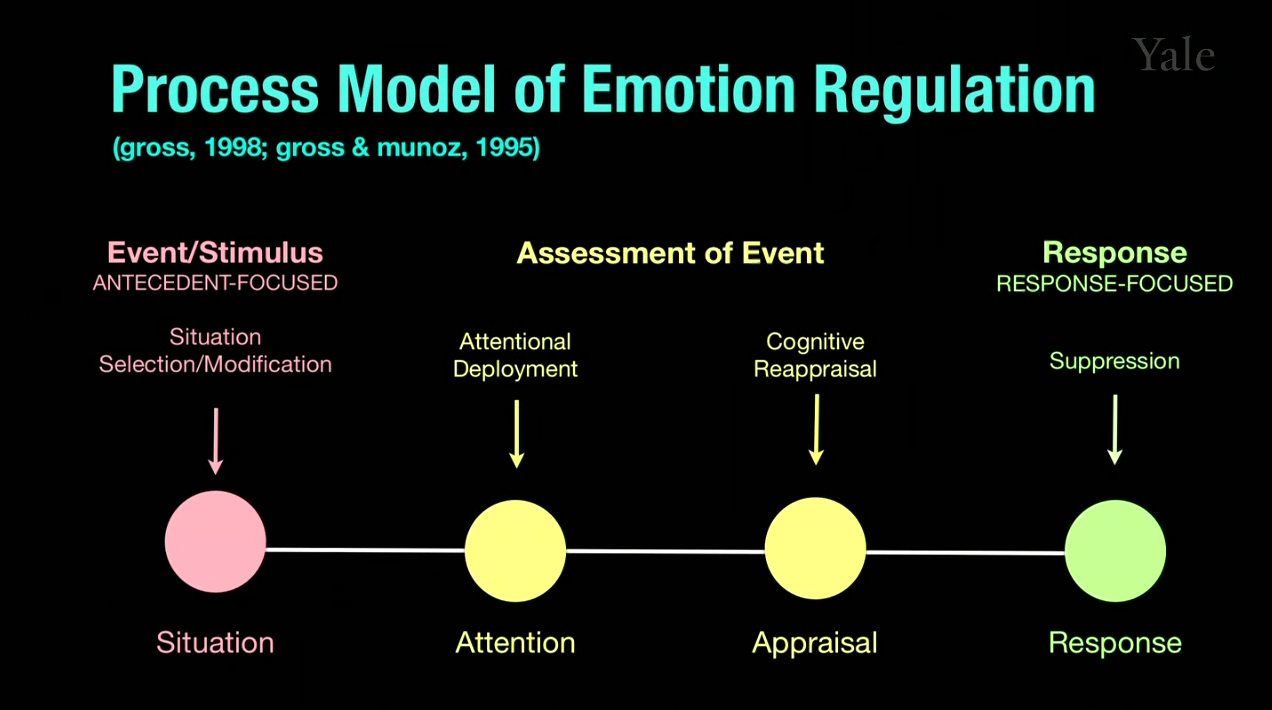 Yale
Process Model of Emotion Regulation
(gross, 1998; gross & munoz, 1995)
Event/Stimulus
ANTECEDENT-FOCUSED
Situation
Selection/Modification
Situation
Assessment of Event
Attentional
Deployment
Attention
Cognitive
Reappraisal
Appraisal
Response
RESPONSE-FOCUSED
Suppression
Response